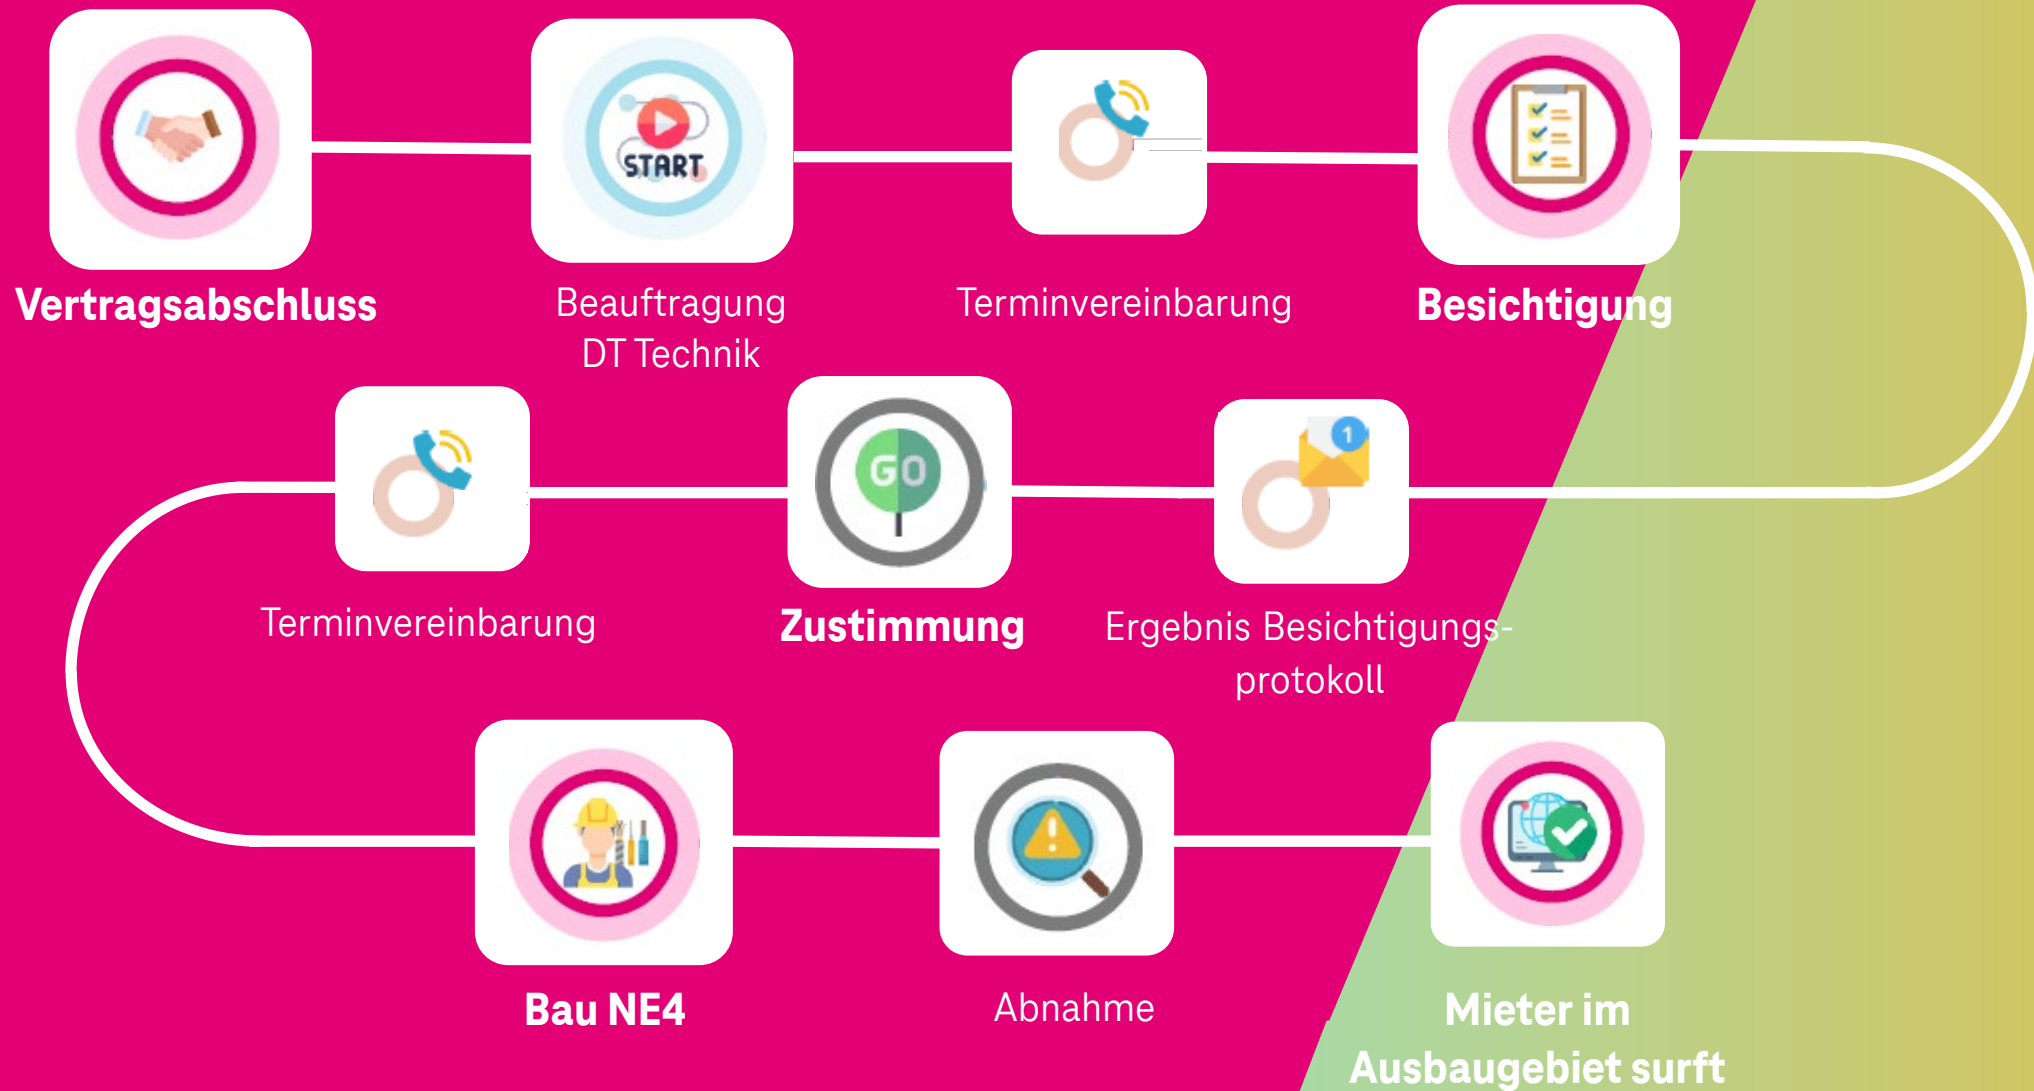 START
Vertragsabschluss
Beauftragung
DT Technik
Terminvereinbarung
Besichtigung
1
GO
Terminvereinbarung
Zustimmung
Ergebnis Besichtigungs-
protokoll
Bau NE4
Abnahme
Mieter im
Ausbaugebiet surft